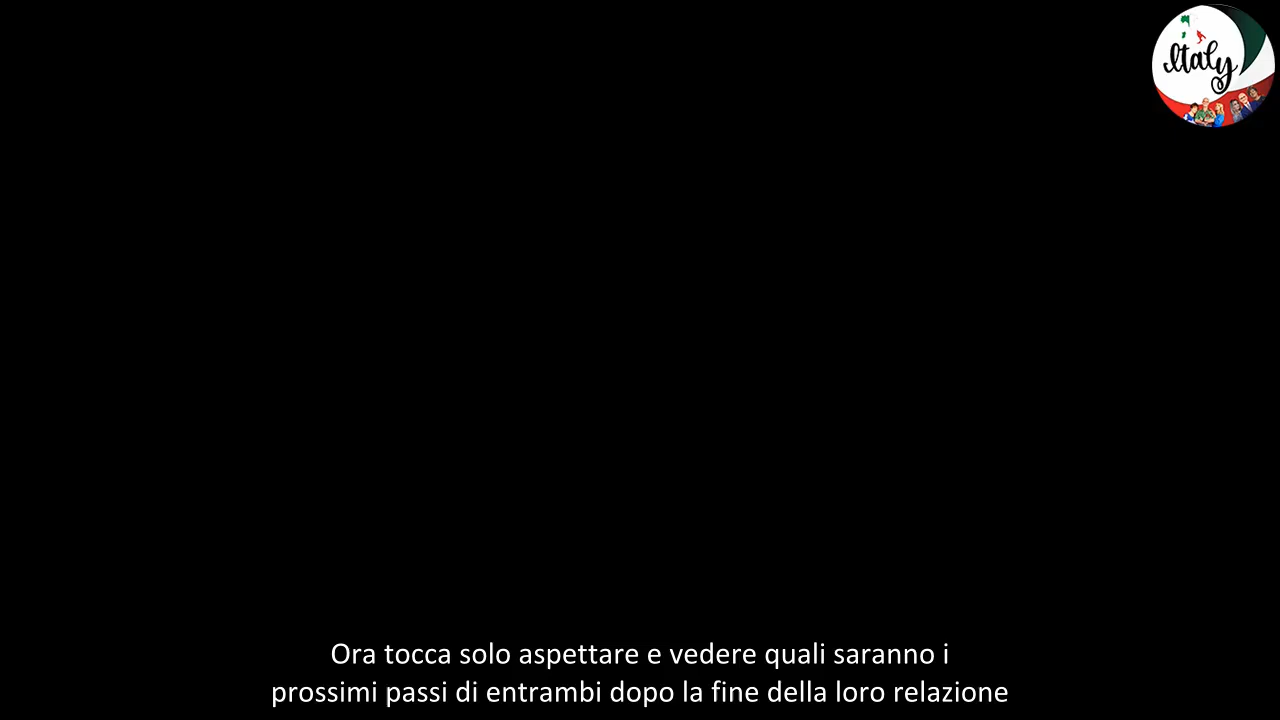 Italy
Ora tocca solo aspettare e vedere quali saranno i
prossimi passi di entrambi dopo la fine della loro relazione